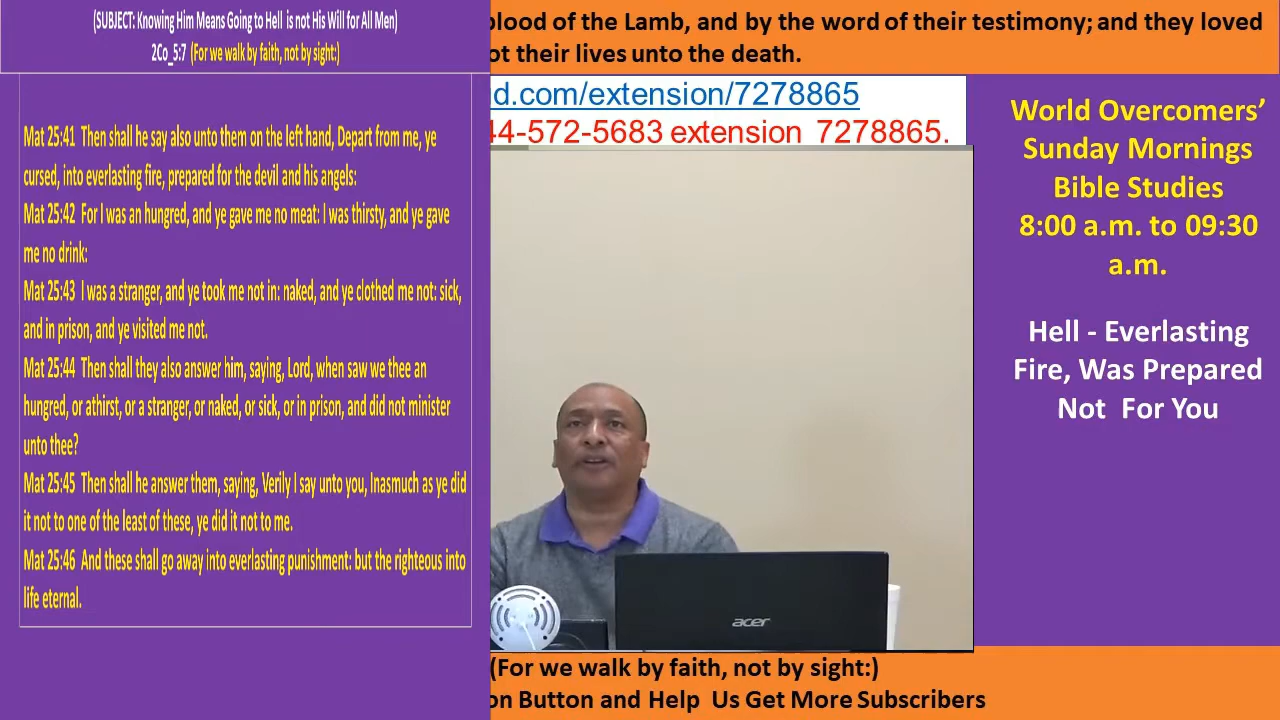 (SUBJECT: Knowing Him Means Going to Hell is not His Will for All Men)
2Co_5:7 (For we walk by faith, not by sight:)
Mat 25:41 Then shall he say also unto them on the left hand, Depart from me, ye
cursed, into everlasting fire, prepared for the devil and his angels:
Mat 25:42 For I was an hungred, and ye gave me no meat: I was thirsty, and ye gave
me no drink:
Mat 25:43 I was a stranger, and ye took me not in: naked, and ye clothed me not: sick,
and in prison, and ye visited me not.
Mat 25:44 Then shall they also answer him, saying, Lord, when saw we thee an
hungred, or athirst, or a stranger, or naked, or sick, or in prison, and did not minister
unto thee?
Mat 25:45 Then shall he answer them, saying, Verily I say unto you, Inasmuch as ye did
it not to one of the least of these, ye did it not to me.
Mat 25:46 And these shall go away into everlasting punishment: but the righteous into
life eternal.
blood of the Lamb, and by the word of their testimony; and they loved
ot their lives unto the death.
d.com/extension/7278865
44-572-5683 extension 7278865.
acer
(For we walk by faith, not by sight:)
on Button and Help Us Get More Subscribers
World Overcomers’
Sunday Mornings
Bible Studies
8:00 a.m. to 09:30
a.m.
Hell - Everlasting
Fire, Was Prepared
Not For You